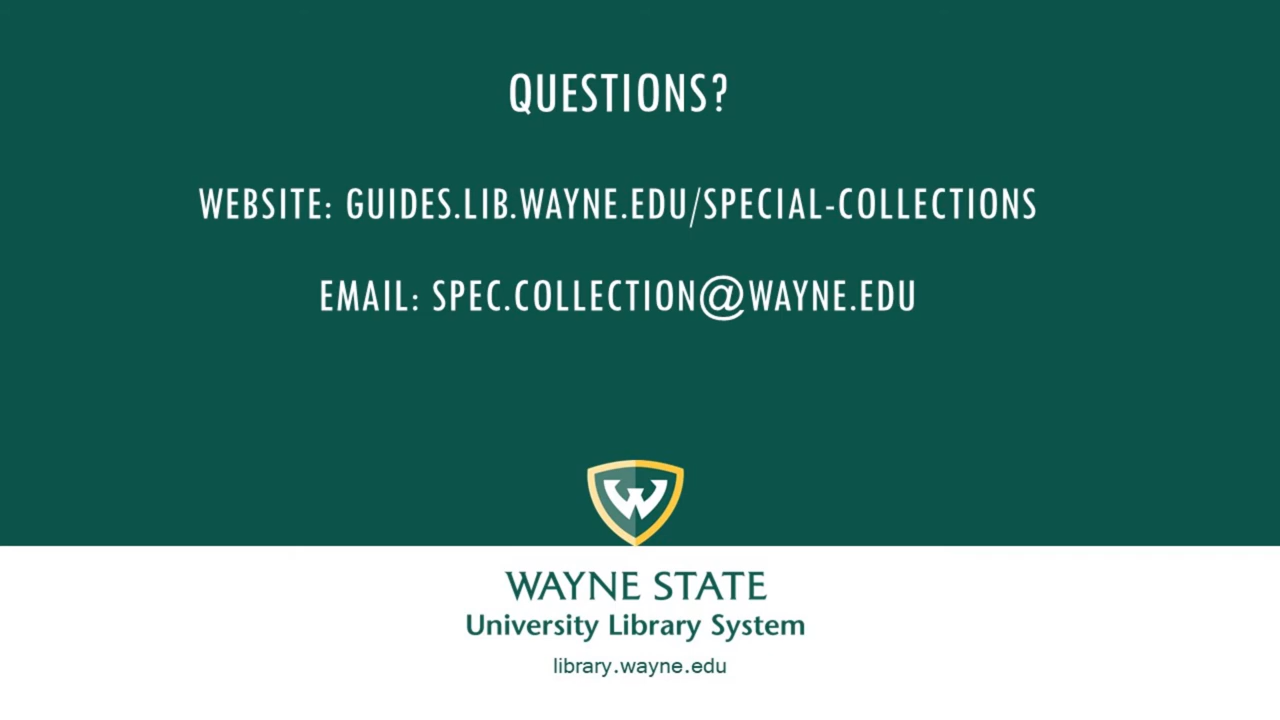 QUESTIONS?
WEBSITE: GUIDES.LIB.WAYNE.EDU/SPECIAL-COLLECTIONS
EMAIL: SPEC.COLLECTION@WAYNE.EDU
W
WAYNE STATE
University Library System
library.wayne.edu